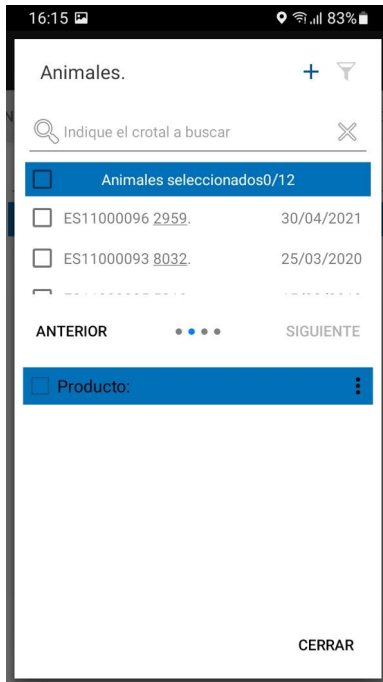 16:15 83%
Animales.
Indique el crotal a buscar
Animales seleccionados0/12
ES11000096 2959. 30/04/2021
ES11000093 8032. 25/03/2020
ANTERIOR SIGUIENTE
Producto:
CERRAR